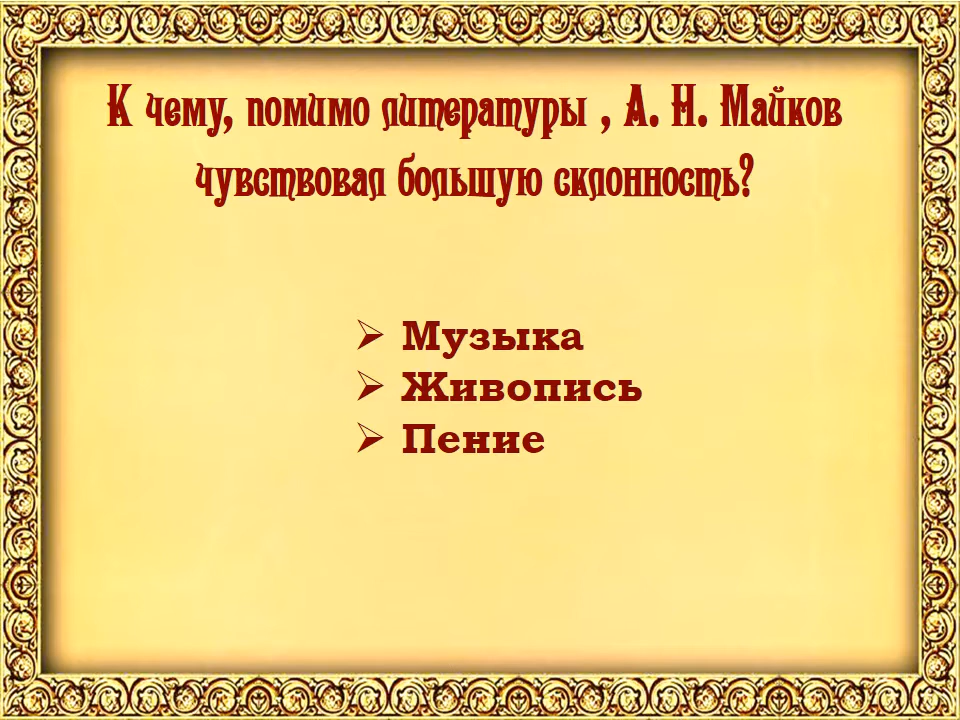 К чему, помимо литературы , А. Н. Майков
чувствовал большую склонность?
Музыка
Живопись
Пение